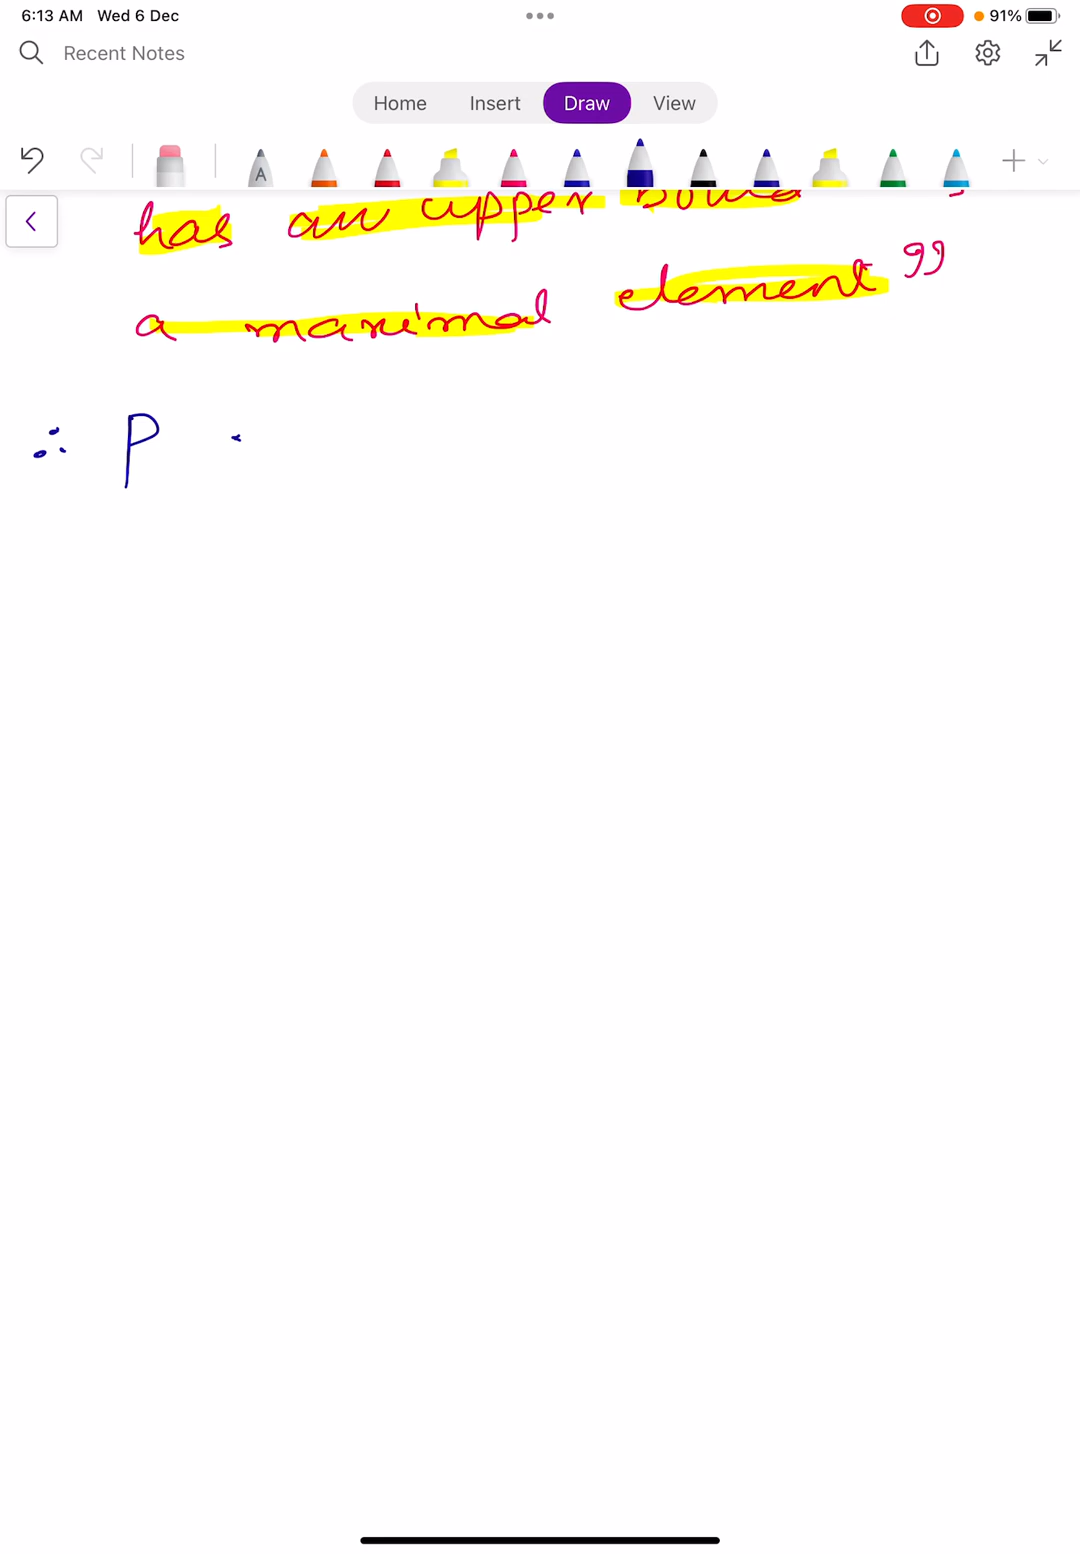 6:13 AM Wed 6 Dec
91%
Recent Notes
Home Insert Draw View
A
has an upper
a maximal element ”
∴ P